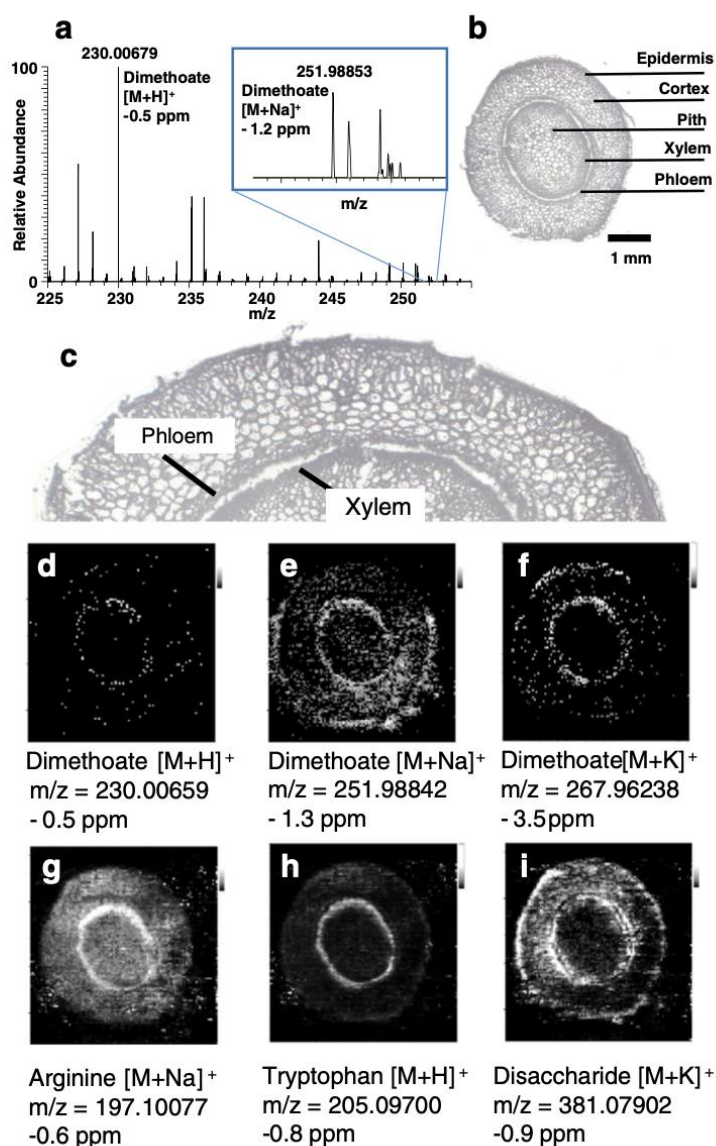 a
230.00679
100
Dimethoate
[M+H]+
-0.5 ppm
251.98853
Dimethoate
[M+Na]+
- 1.2 ppm
m/z
Relative Abundance
0
225 230 235 240 245 250
m/z
b
Epidermis
Cortex
Pith
Xylem
Phloem
1 mm
c
Phloem
Xylem
d
e
f
Dimethoate [M+H]+
m/z = 230.00659
- 0.5 ppm
Dimethoate [M+Na]+
m/z = 251.98842
- 1.3 ppm
Dimethoate[M+K]+
m/z = 267.96238
- 3.5ppm
g
h
i
Arginine [M+Na]+
m/z = 197.10077
-0.6 ppm
Tryptophan [M+H]+
m/z = 205.09700
-0.8 ppm
Disaccharide [M+K]+
m/z = 381.07902
-0.9 ppm